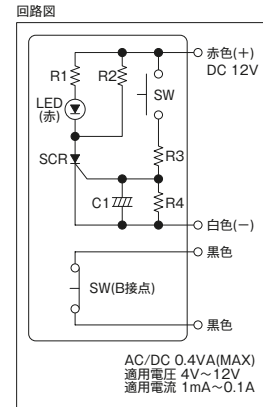 回路図
赤色(+)
DC 12V
R1
R2
SW
LED
(赤)
SCR
R3
C1
R4
白色(−)
黒色
SW(B接点)
黒色
AC/DC 0.4VA(MAX)
適用電圧 4V〜12V
適用電流 1mA〜0.1A